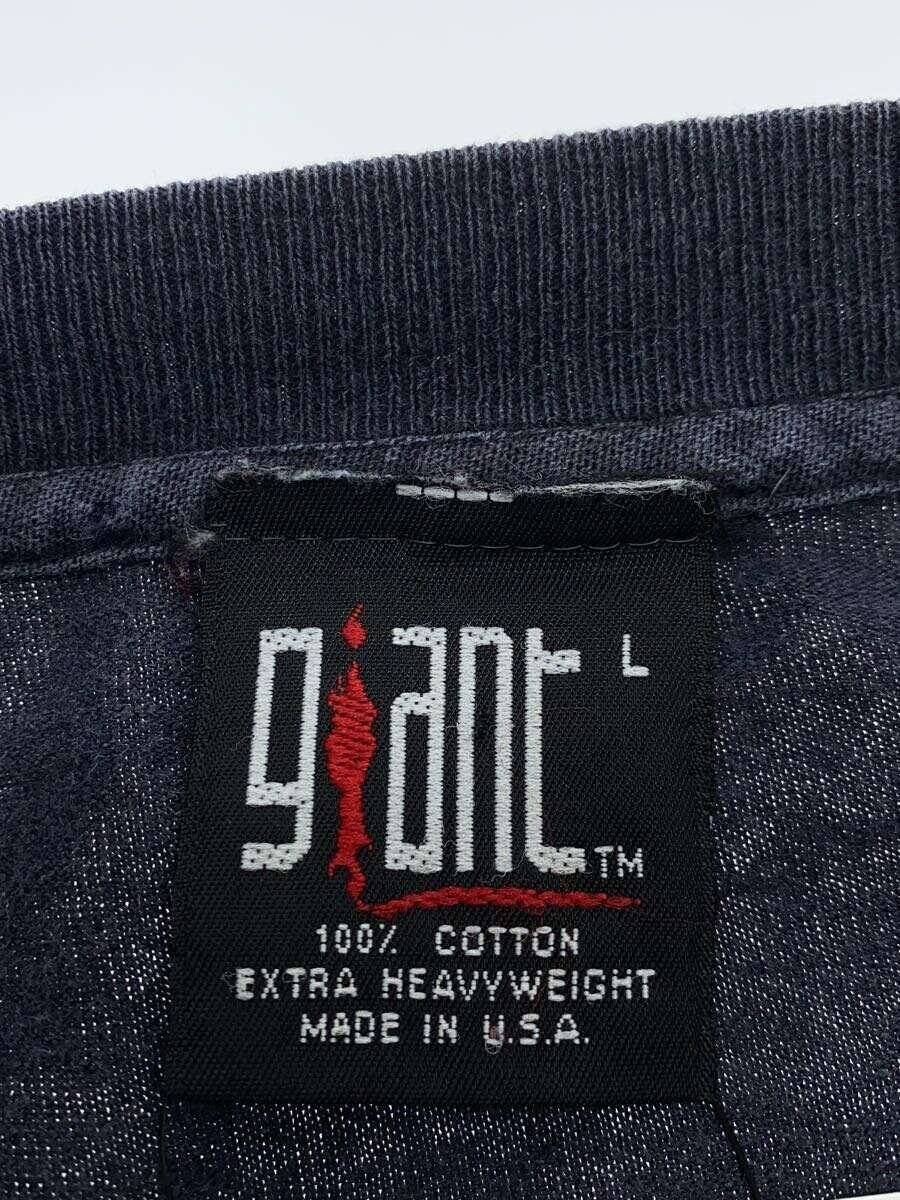 giant L
TM
100% COTTON
EXTRA HEAVYWEIGHT
MADE IN U.S.A.